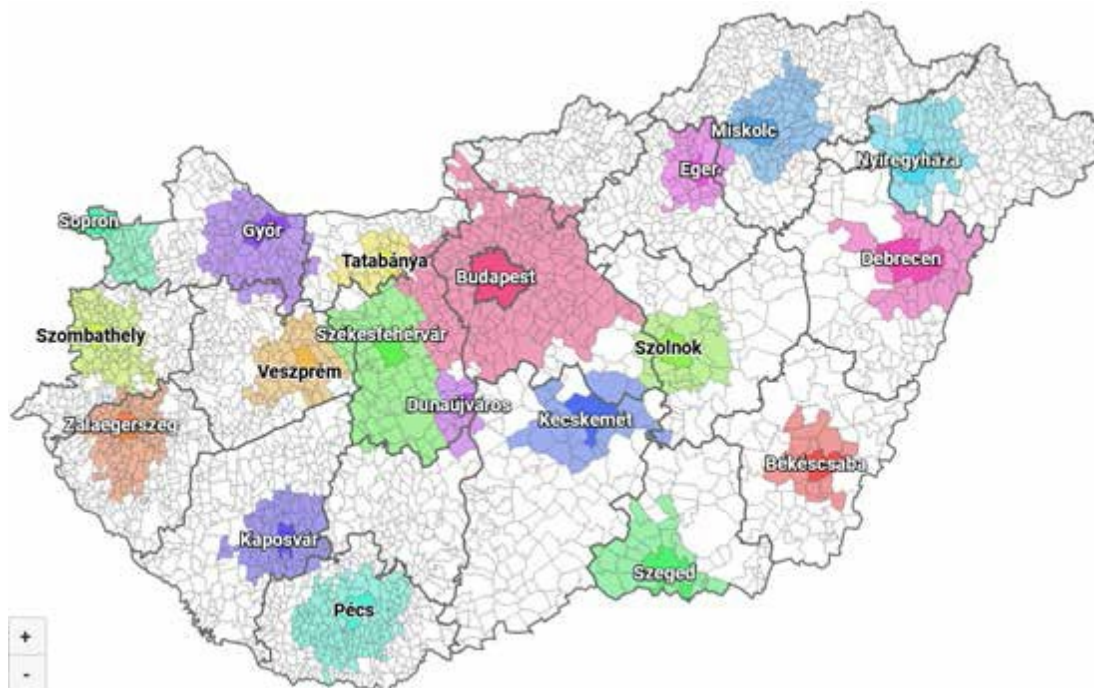 Miskolc
Nyíregyháza
Eger
Sopron
Győr
Tatabánya
Budapest
Debrecen
Szombathely
Székesfehérvár
Szolnok
Veszprém
Dunaújváros
Kecskemét
Zalaegerszeg
Békéscsaba
Kaposvár
Szeged
Pécs
+
-